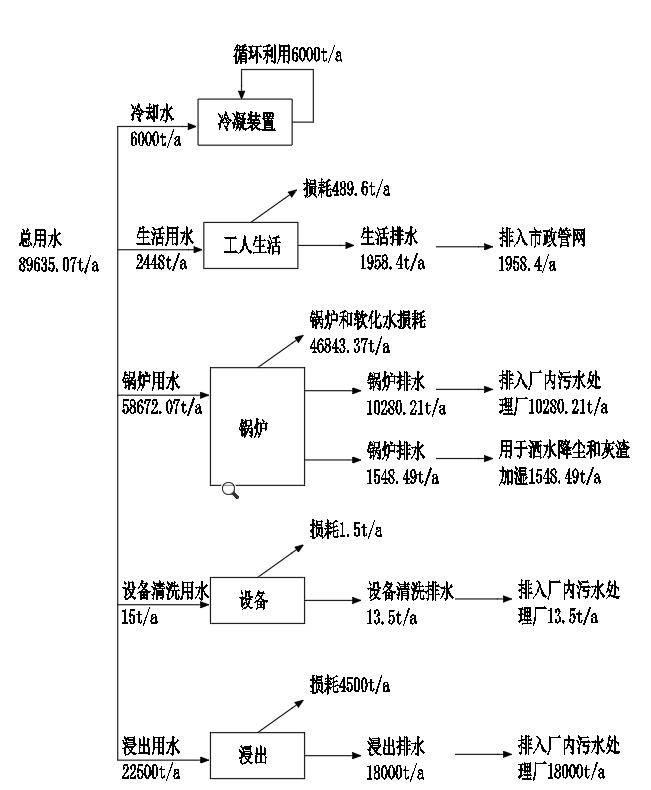 循环利用6000t/a
冷却水
6000t/a
冷凝装置
损耗489.6t/a
总用水
89635.07t/a
生活用水
2448t/a
工人生活
生活排水
1958.4t/a
排入市政管网
1958.4/a
锅炉和软化水损耗
46843.37t/a
锅炉用水
58672.07t/a
锅炉
锅炉排水
10280.21t/a
排入厂内污水处
理厂10280.21t/a
锅炉排水
1548.49t/a
用于洒水降尘和灰渣
加湿1548.49t/a
损耗1.5t/a
设备清洗用水
15t/a
设备
设备清洗排水
13.5t/a
排入厂内污水处
理厂13.5t/a
损耗4500t/a
浸出用水
22500t/a
浸出
浸出排水
18000t/a
排入厂内污水处
理厂18000t/a